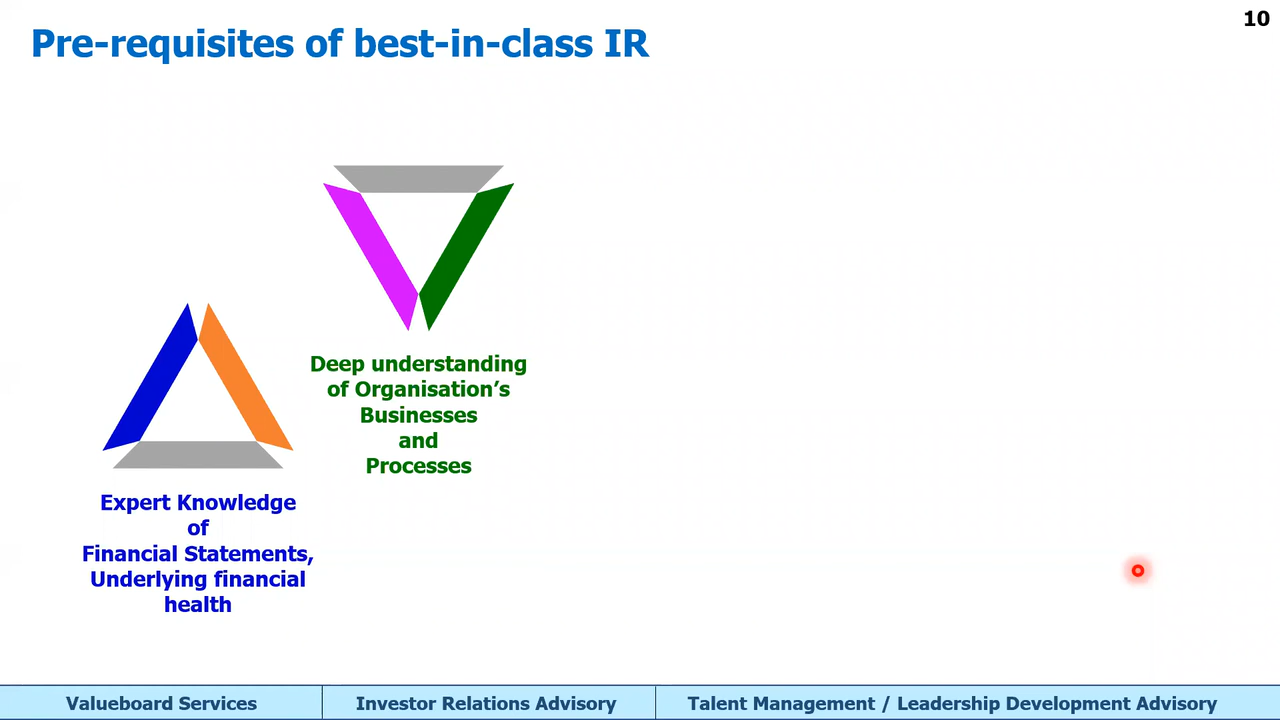 10
Pre-requisites of best-in-class IR
Deep understanding
of Organisation’s
Businesses
and
Processes
Expert Knowledge
of
Financial Statements,
Underlying financial
health
Valueboard Services
Investor Relations Advisory
Talent Management / Leadership Development Advisory